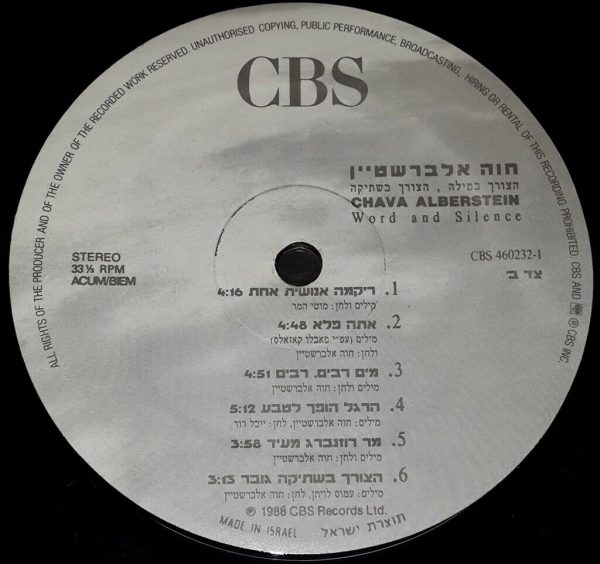 ALL RIGHTS OF THE PRODUCER AND OF THE OWNER OF THE RECORDED WORK RESERVED. UNAUTHORISED COPYING, PUBLIC PERFORMANCE, BROADCASTING, HIRING OR RENTAL OF THIS RECORDING PROHIBITED. CBS AND ℗ CBS INC.
CBS
חוה אלברשטיין
הצורך במילה, הצורך בשתיקה
CHAVA ALBERSTEIN
Word and Silence
STEREO
33⅓ RPM
ACUM/BIEM
CBS 460232-1
צד ב'
1. ריקמה אנושית אחת 4:16
מילים ולחן: מוטי המר
2. אתה פלא 4:48
מילים (עפ"י פאבלו קאזאלס)
ולחן: חוה אלברשטיין
3. מים רבים, רבים 4:51
מילים ולחן: חוה אלברשטיין
4. הדגל הופך לטבע 5:12
מילים: חוה אלברשטיין, לחן: יובל דור
5. מר רוזנברג מעיד 3:58
מילים ולחן: חוה אלברשטיין
6. הצורך בשתיקה גובר 3:13
מילים: עמוס לויתן, לחן: חוה אלברשטיין
℗ 1988 CBS Records Ltd.
MADE IN ISRAEL תוצרת ישראל